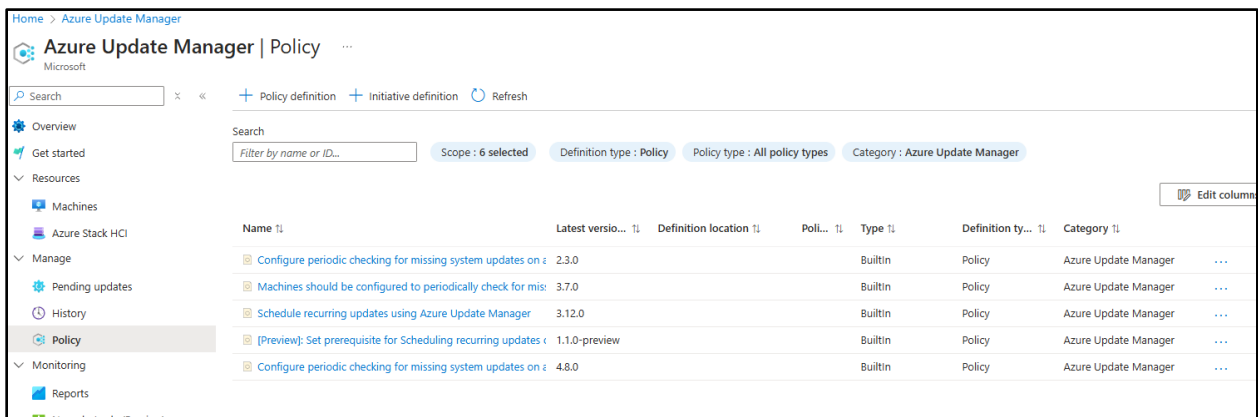 Home > Azure Update Manager
Azure Update Manager | Policy ...
Microsoft
Search
+ Policy definition + Initiative definition Refresh
Overview
Get started
Resources
Machines
Azure Stack HCI
Manage
Pending updates
History
Policy
Monitoring
Reports
Search
Filter by name or ID...
Scope : 6 selected
Definition type : Policy
Policy type : All policy types
Category : Azure Update Manager
Edit columns
Name Latest versio... Definition location Poli... Type Definition ty... Category
Configure periodic checking for missing system updates on a 2.3.0 BuiltIn Policy Azure Update Manager ...
Machines should be configured to periodically check for mis 3.7.0 BuiltIn Policy Azure Update Manager ...
Schedule recurring updates using Azure Update Manager 3.12.0 BuiltIn Policy Azure Update Manager ...
[Preview]: Set prerequisite for Scheduling recurring updates 1.1.0-preview BuiltIn Policy Azure Update Manager ...
Configure periodic checking for missing system updates on a 4.8.0 BuiltIn Policy Azure Update Manager ...